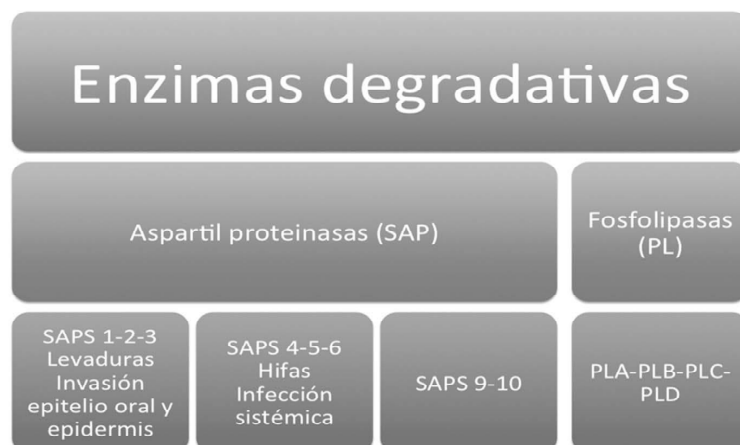 Enzimas degradativas
Aspartil proteinasas (SAP)
Fosfolipasas
(PL)
SAPS 1-2-3
Levaduras
Invasión
epitelio oral y
epidermis
SAPS 4-5-6
Hifas
Infección
sistémica
SAPS 9-10
PLA-PLB-PLC-
PLD